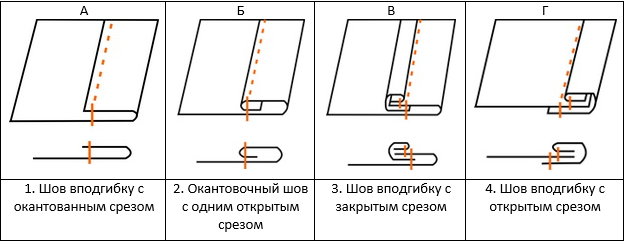 А Б В Г
1. Шов вподгибку с 2. Окантовочный шов 3. Шов вподгибку с 4. Шов вподгибку с
окантованным срезом с одним открытым закрытым срезом открытым срезом
срезом